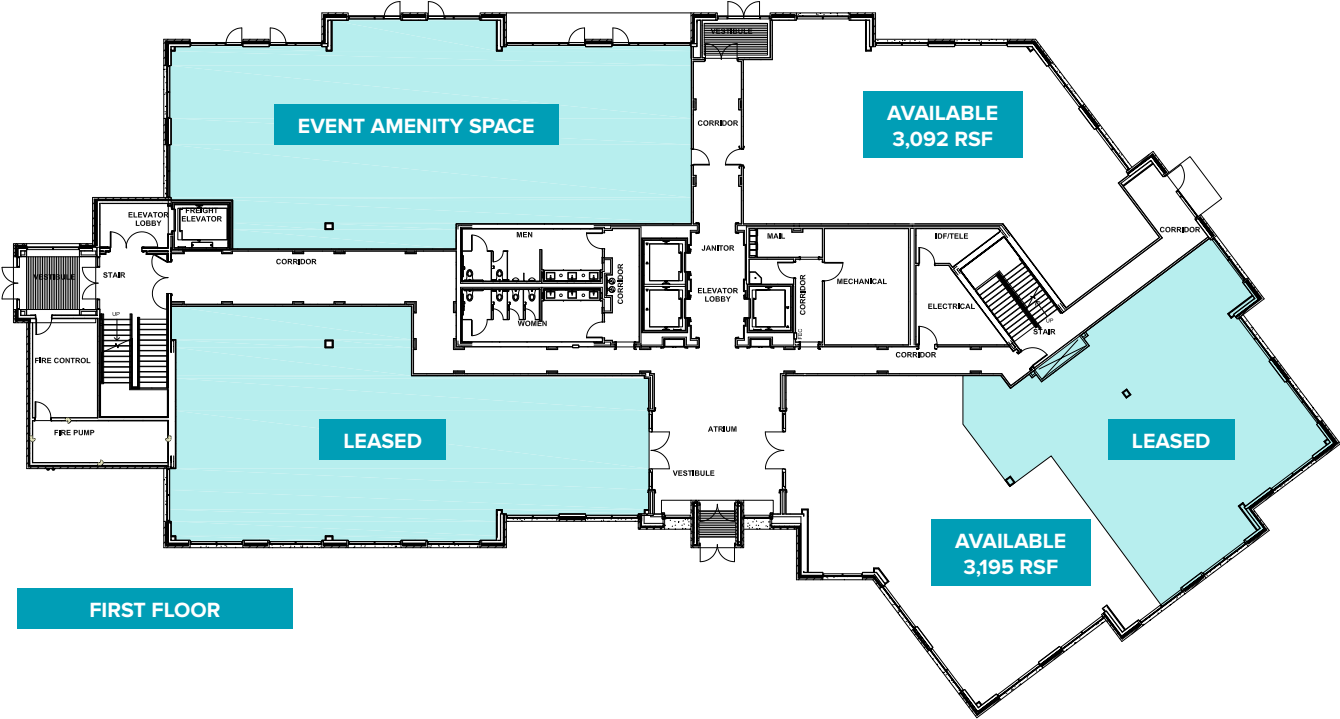 VESTIBULE
EVENT AMENITY SPACE
CORRIDOR
AVAILABLE
3,092 RSF
ELEVATOR
LOBBY
FREIGHT
ELEVATOR
MEN
MAIL
IDF/TELE
CORRIDOR
JANITOR
CORRIDOR
VESTIBULE
STAIR
CORRIDOR
CORRIDOR
MECHANICAL
ELEVATOR
LOBBY
ELECTRICAL
UP
WOMEN
UP
STAIR
FIRE CONTROL
CORRIDOR
FIRE PUMP
LEASED
ATRIUM
LEASED
VESTIBULE
AVAILABLE
3,195 RSF
FIRST FLOOR